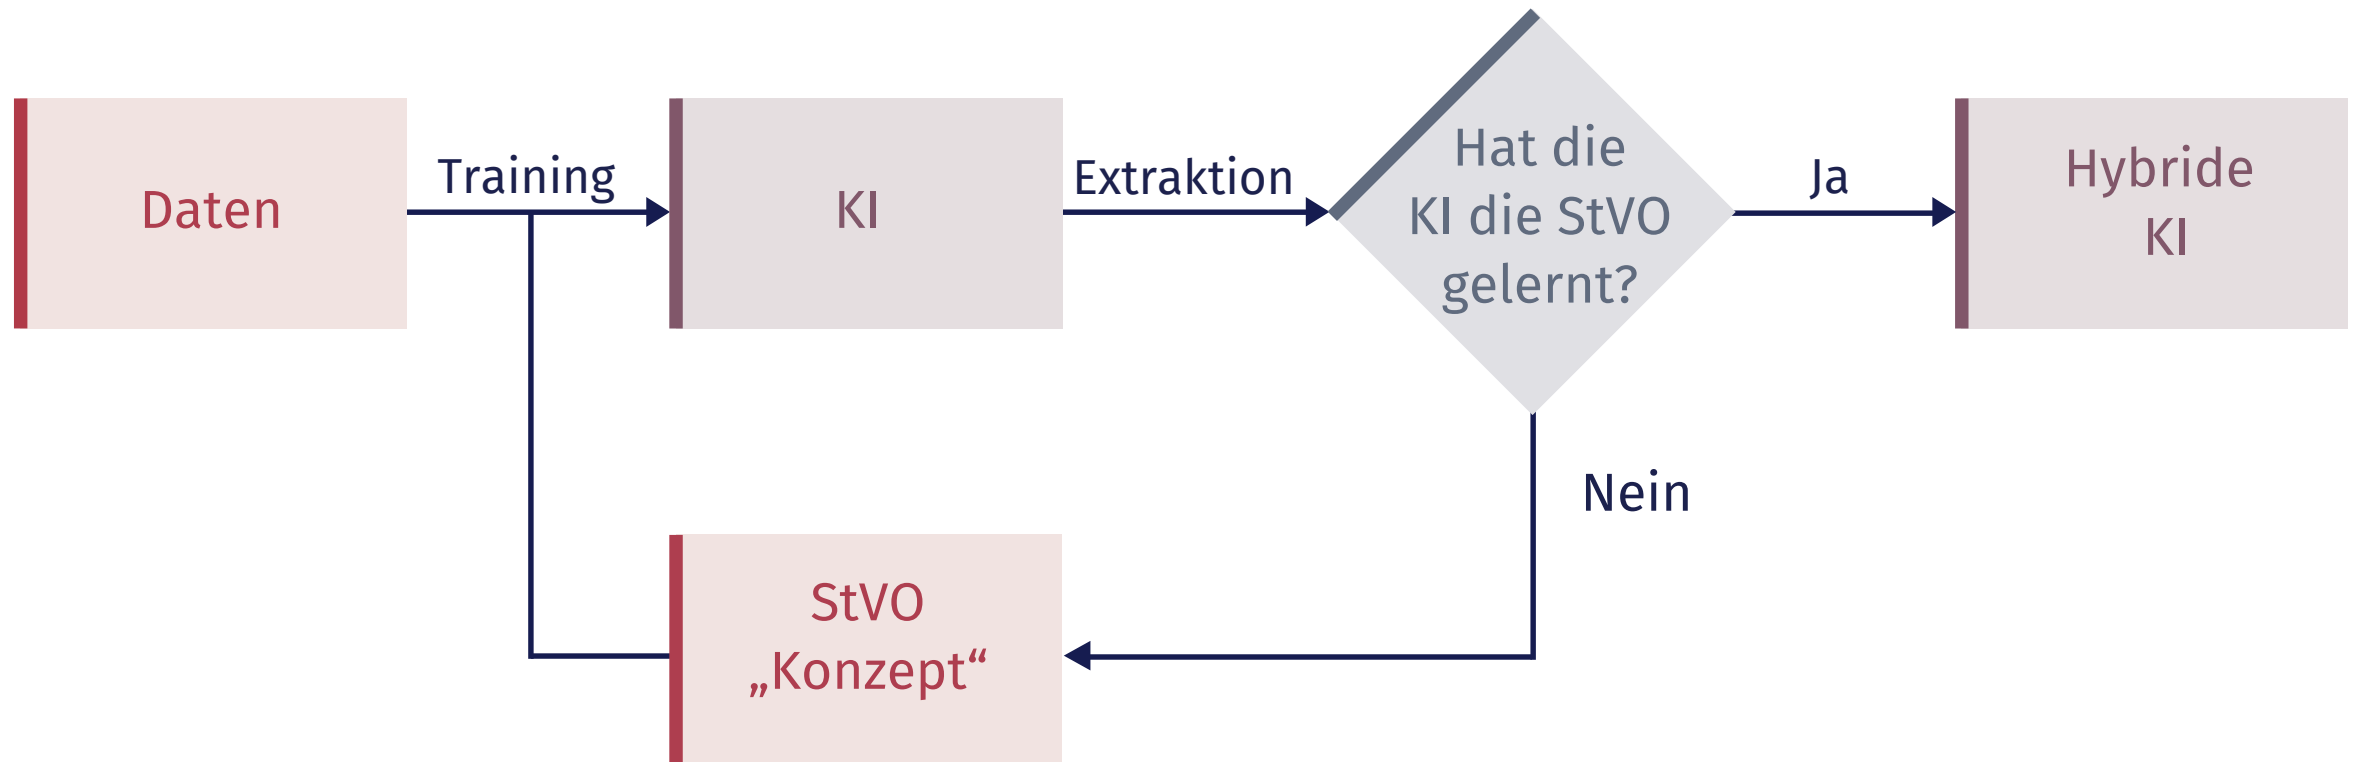 Daten
Training
KI
Extraktion
Hat die
KI die StVO
gelernt?
Ja
Hybride
KI
Nein
StVO
„Konzept“